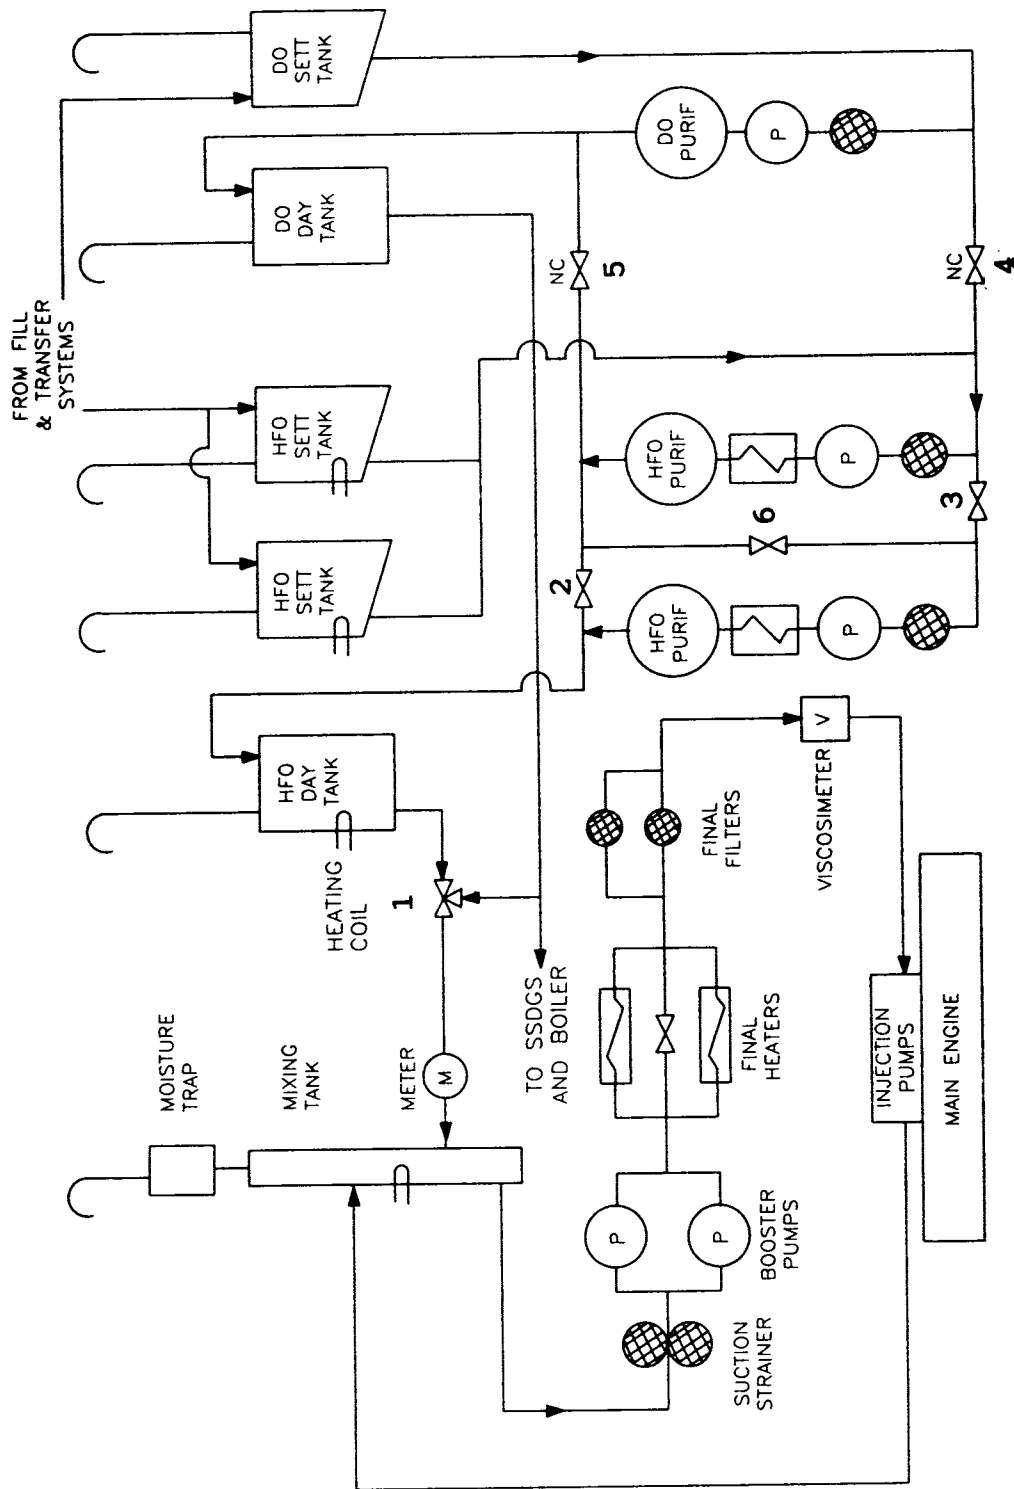 FROM FILL
& TRANSFER
SYSTEMS
MOISTURE
TRAP
MIXING
TANK
METER
M
HEATING
COIL
1
HFO
DAY
TANK
HFO
SETT
TANK
HFO
SETT
TANK
DO
DAY
TANK
DO
SETT
TANK
TO SSDGS
AND BOILER
2
NC
5
HFO
PURIF
P
6
HFO
PURIF
P
3
DO
PURIF
P
NC
4
SUCTION
STRAINER
P
P
BOOSTER
PUMPS
FINAL
HEATERS
FINAL
FILTERS
V
VISCOSIMETER
INJECTION
PUMPS
MAIN ENGINE